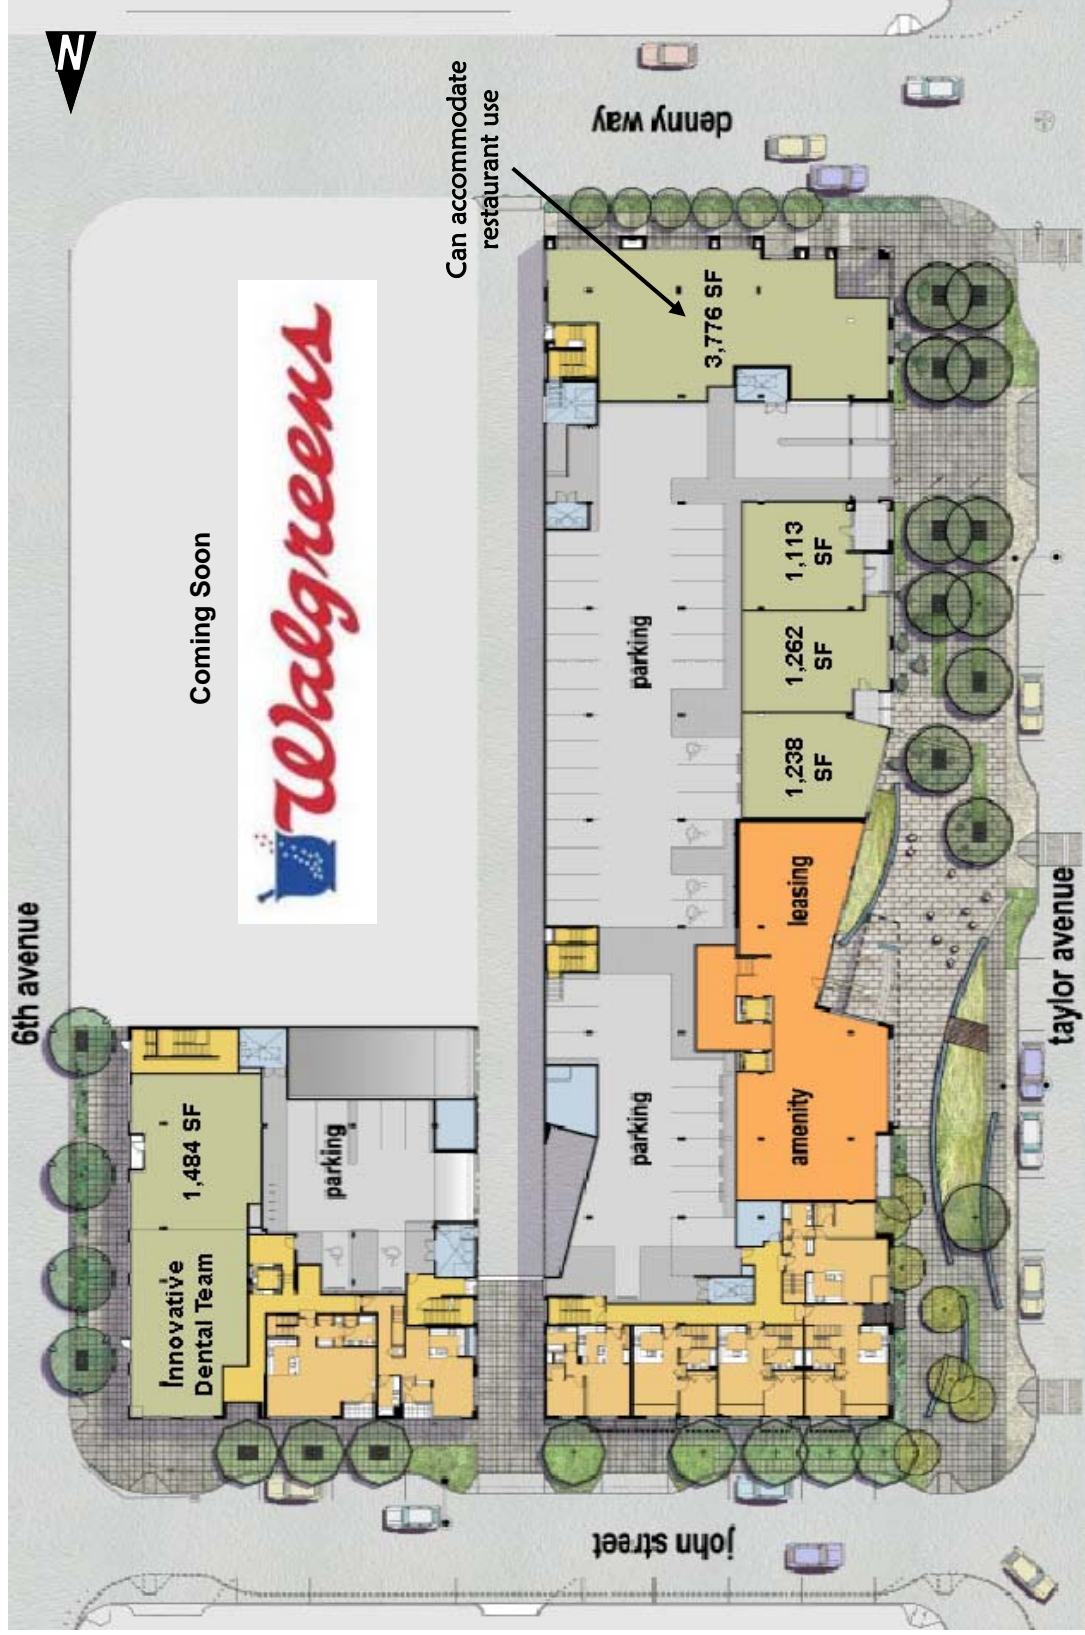 N
denny way
Can accommodate
restaurant use
3,776 SF
Coming Soon
Walgreens
1,113
SF
parking
1,262
SF
1,238
SF
leasing
6th avenue
taylor avenue
1,484 SF
parking
parking
amenity
Innovative
Dental Team
john street